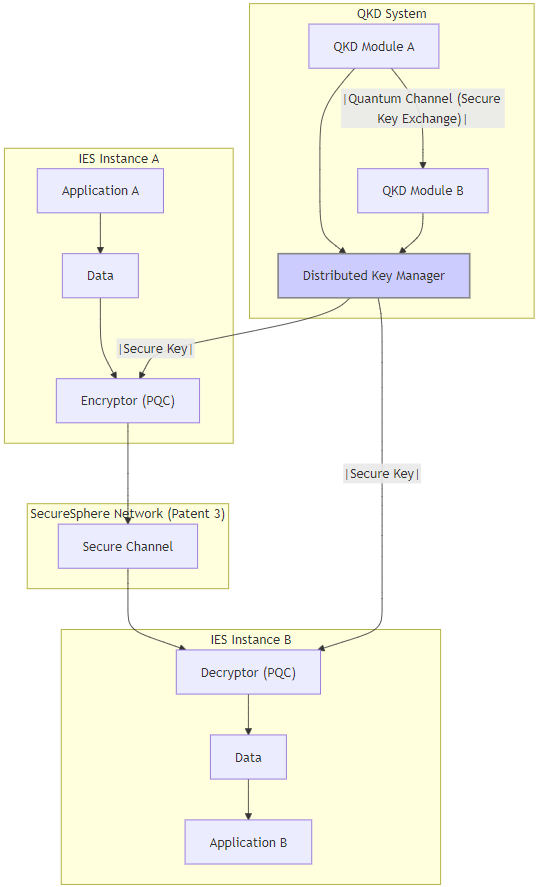 QKD System
QKD Module A
|Quantum Channel (Secure
Key Exchange)|
IES Instance A
Application A
QKD Module B
Data
Distributed Key Manager
|Secure Key|
Encryptor (PQC)
|Secure Key|
SecureSphere Network (Patent 3)
Secure Channel
IES Instance B
Decryptor (PQC)
Data
Application B